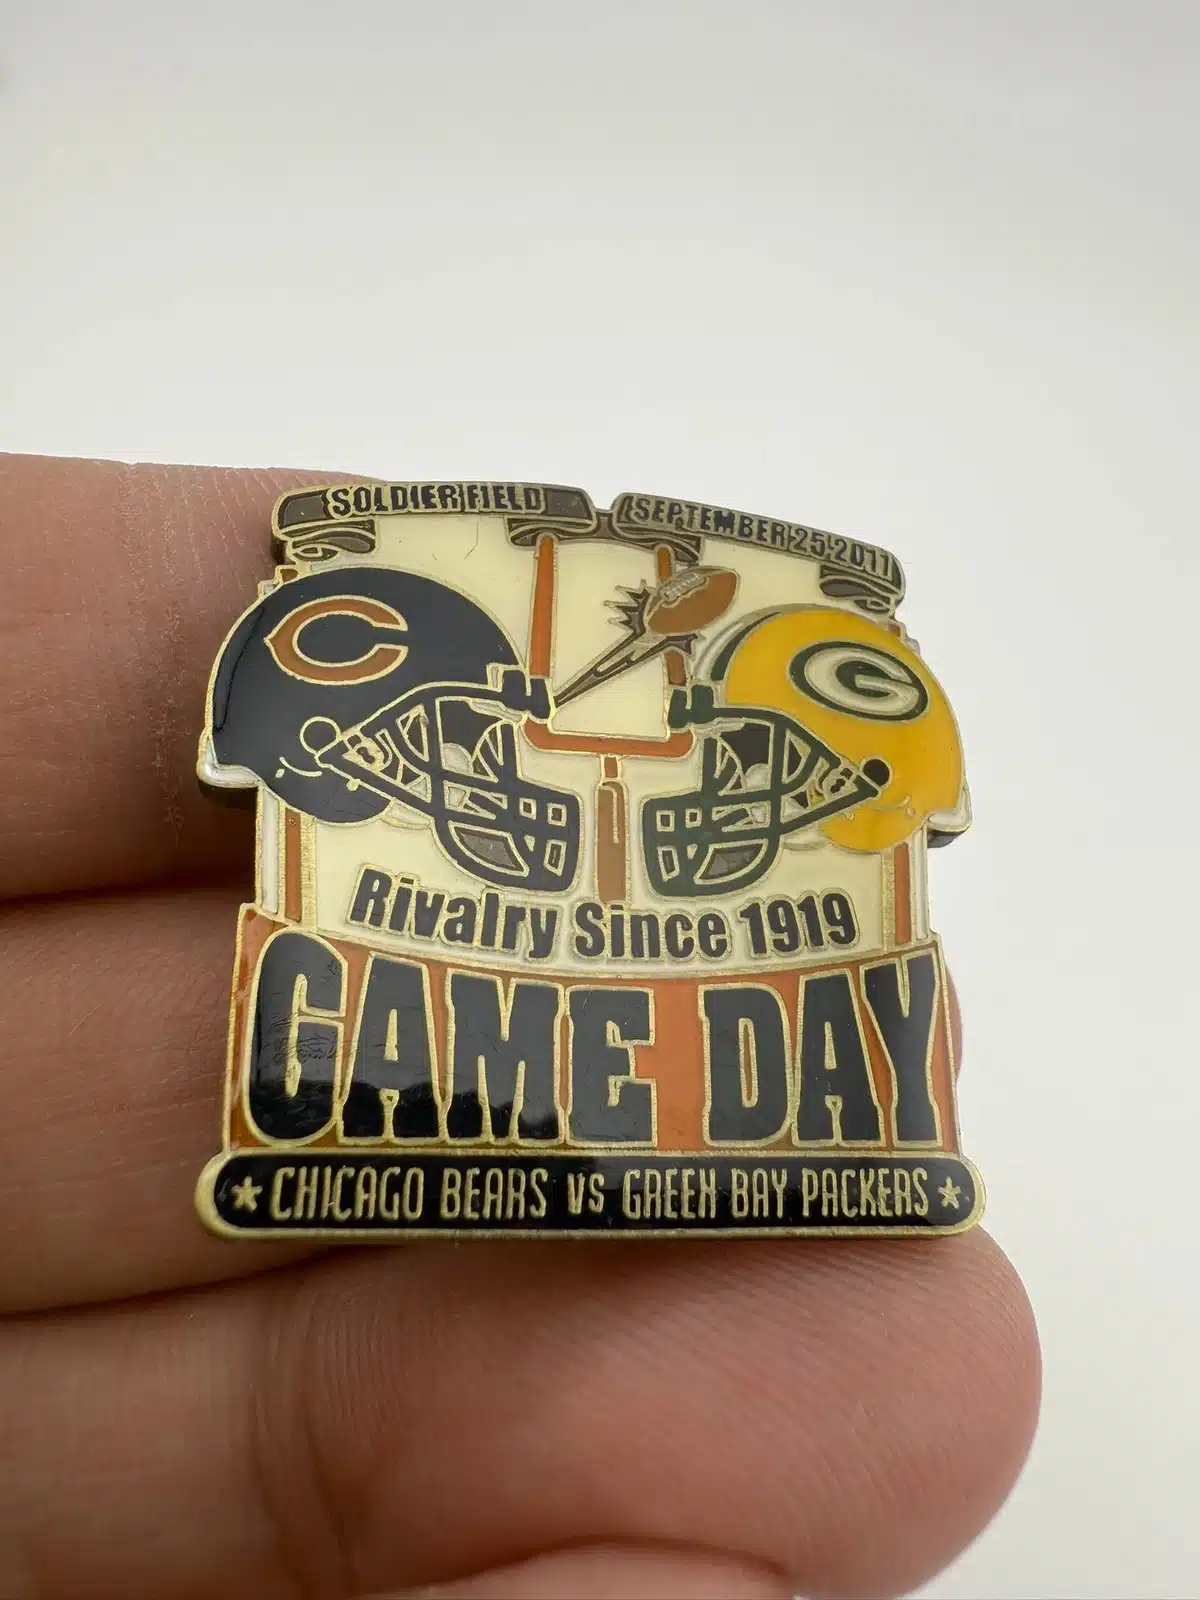 SOLDIER FIELD
SEPTEMBER 25, 2011
C
G
Rivalry Since 1919
GAME DAY
★ CHICAGO BEARS VS GREEN BAY PACKERS ★